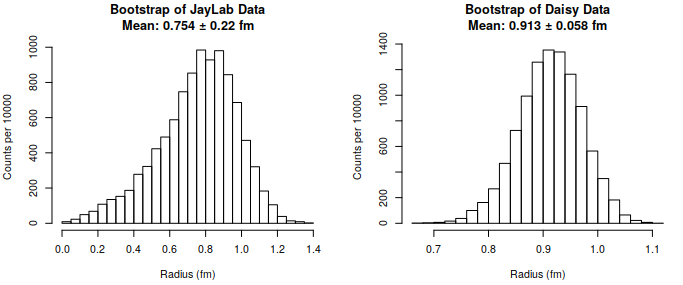 Bootstrap of JayLab Data
Mean: 0.754 ± 0.22 fm
Counts per 10000
1000
800
600
400
200
0
0.0 0.2 0.4 0.6 0.8 1.0 1.2 1.4
Radius (fm)
Bootstrap of Daisy Data
Mean: 0.913 ± 0.058 fm
Counts per 10000
1400
1000
600
200
0
0.7 0.8 0.9 1.0 1.1
Radius (fm)